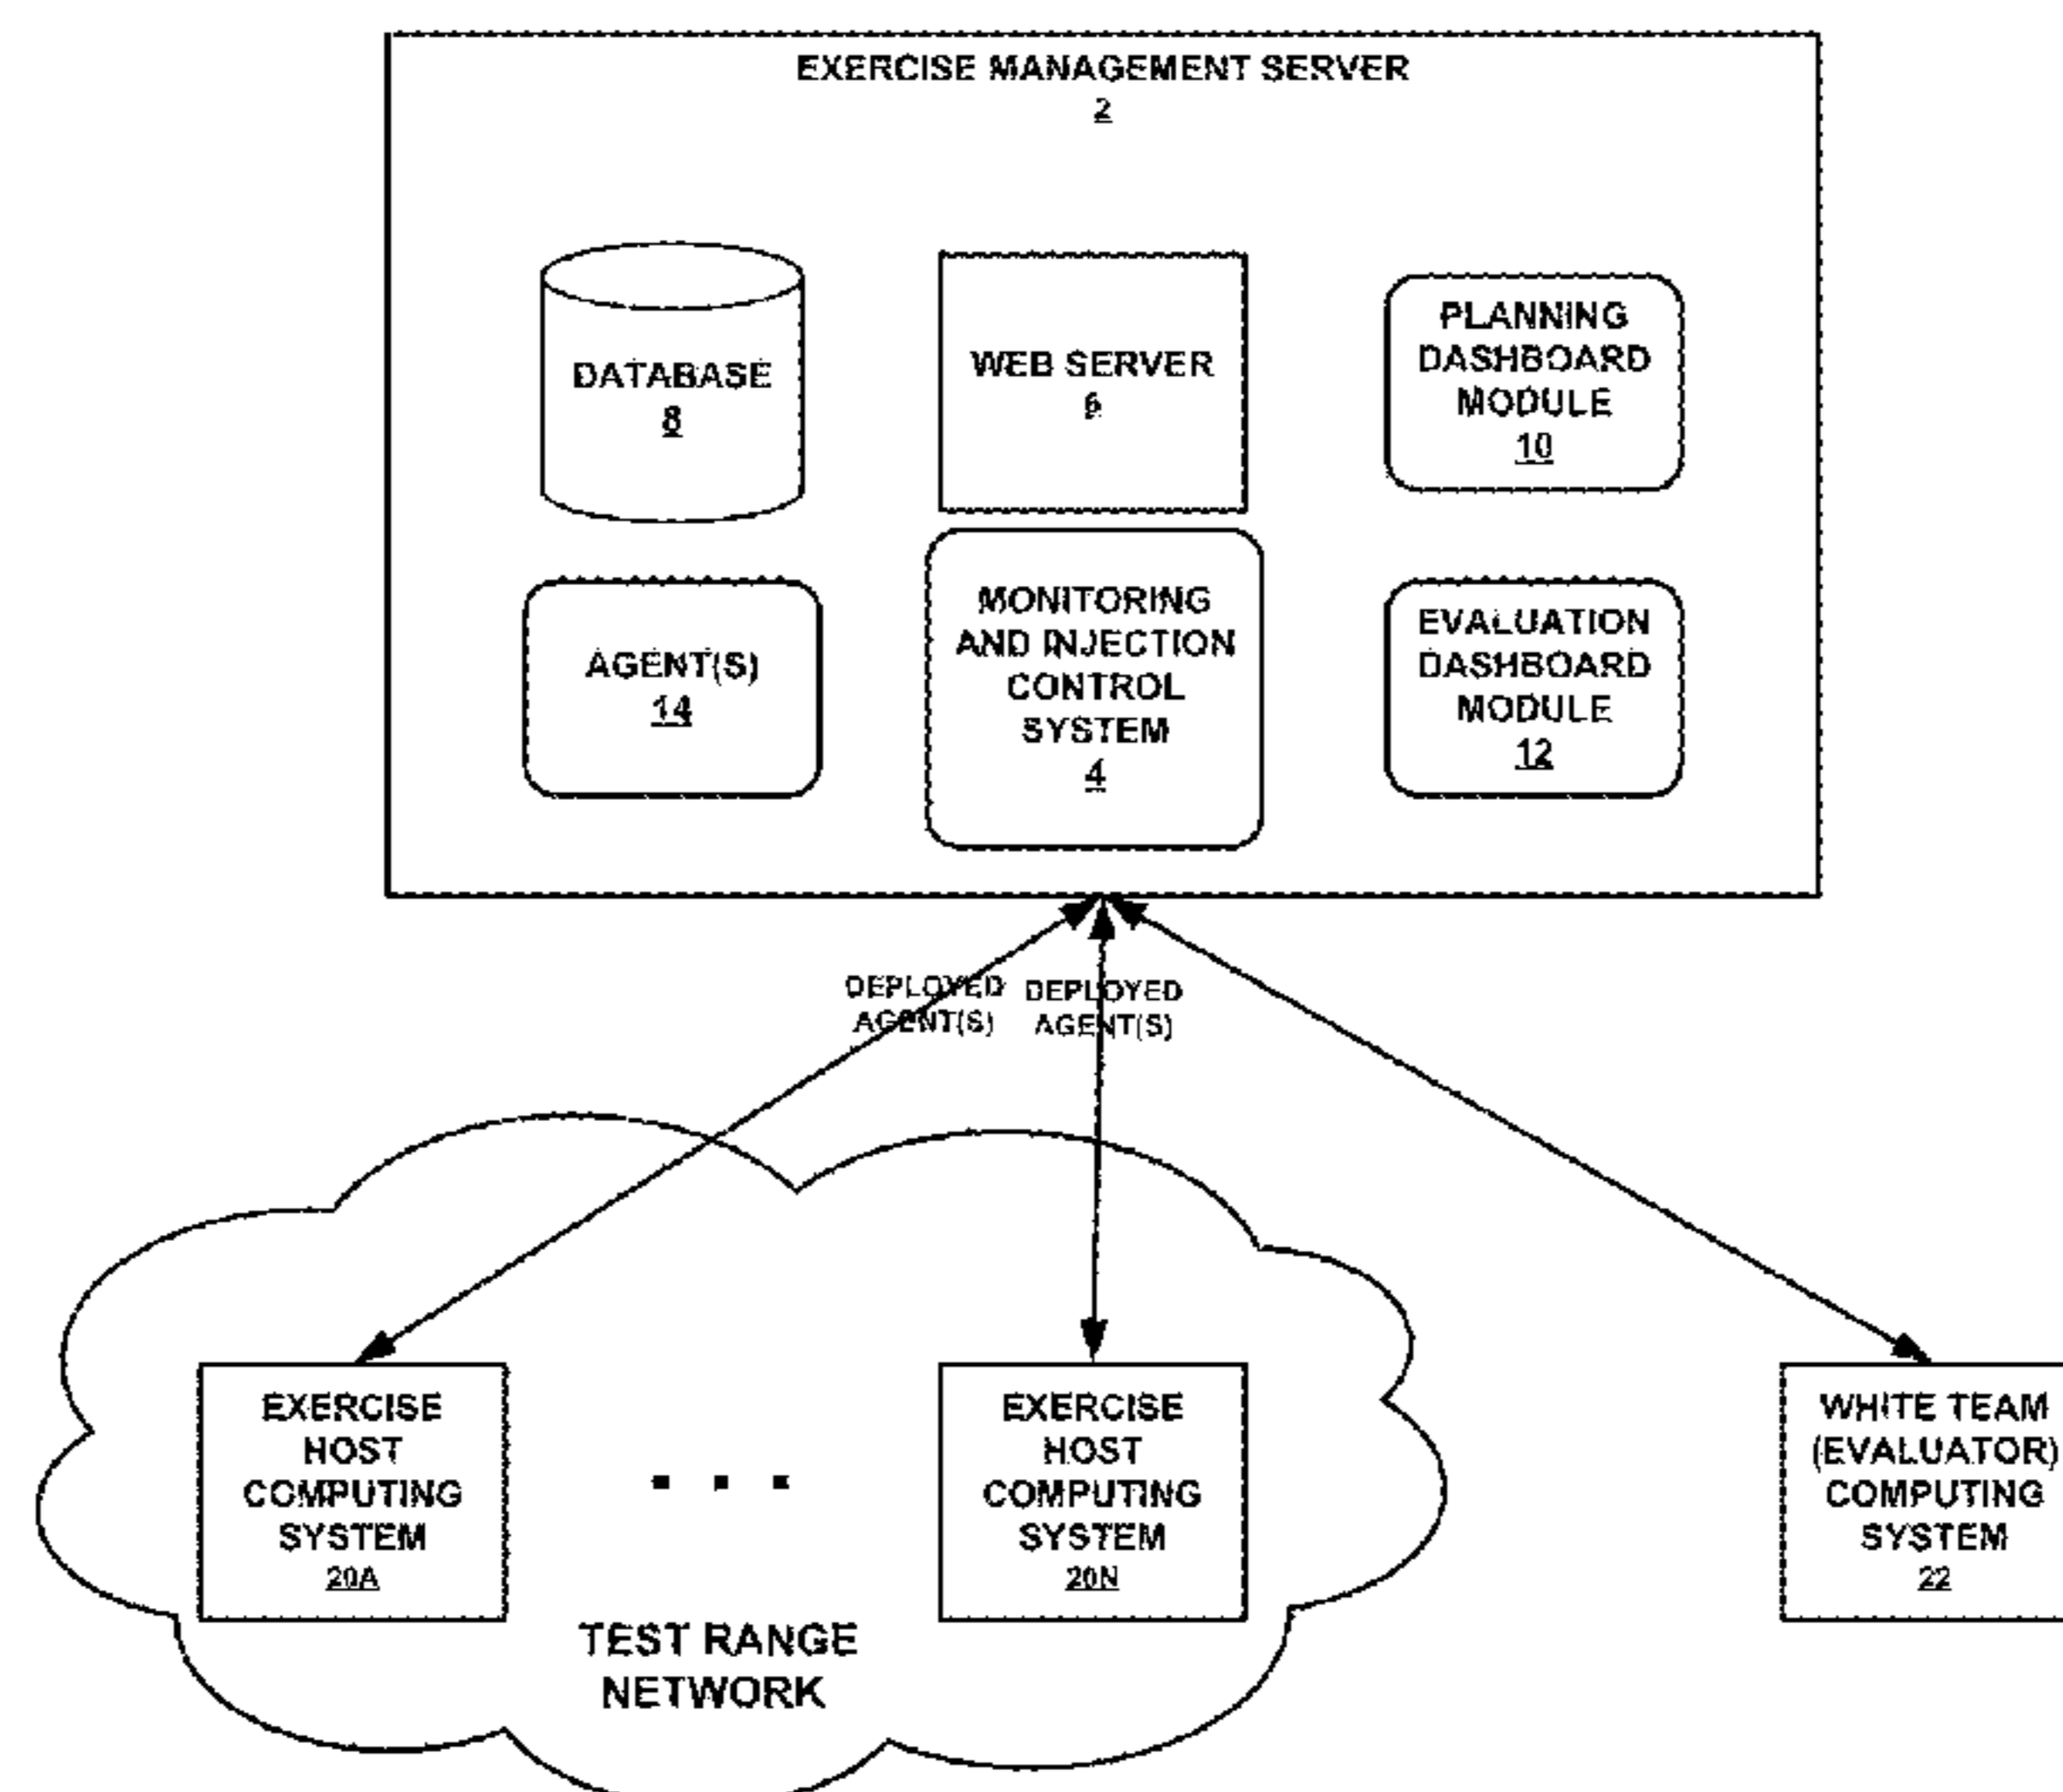 EXERCISE MANAGEMENT SERVER
2
DATABASE
8
WEB SERVER
6
PLANNING
DASHBOARD
MODULE
10
AGENT(S)
14
MONITORING
AND INJECTION
CONTROL
SYSTEM
4
EVALUATION
DASHBOARD
MODULE
12
DEPLOYED
AGENT(S)
DEPLOYED
AGENT(S)
EXERCISE
HOST
COMPUTING
SYSTEM
20A
EXERCISE
HOST
COMPUTING
SYSTEM
20N
WHITE TEAM
(EVALUATOR)
COMPUTING
SYSTEM
22
TEST RANGE
NETWORK